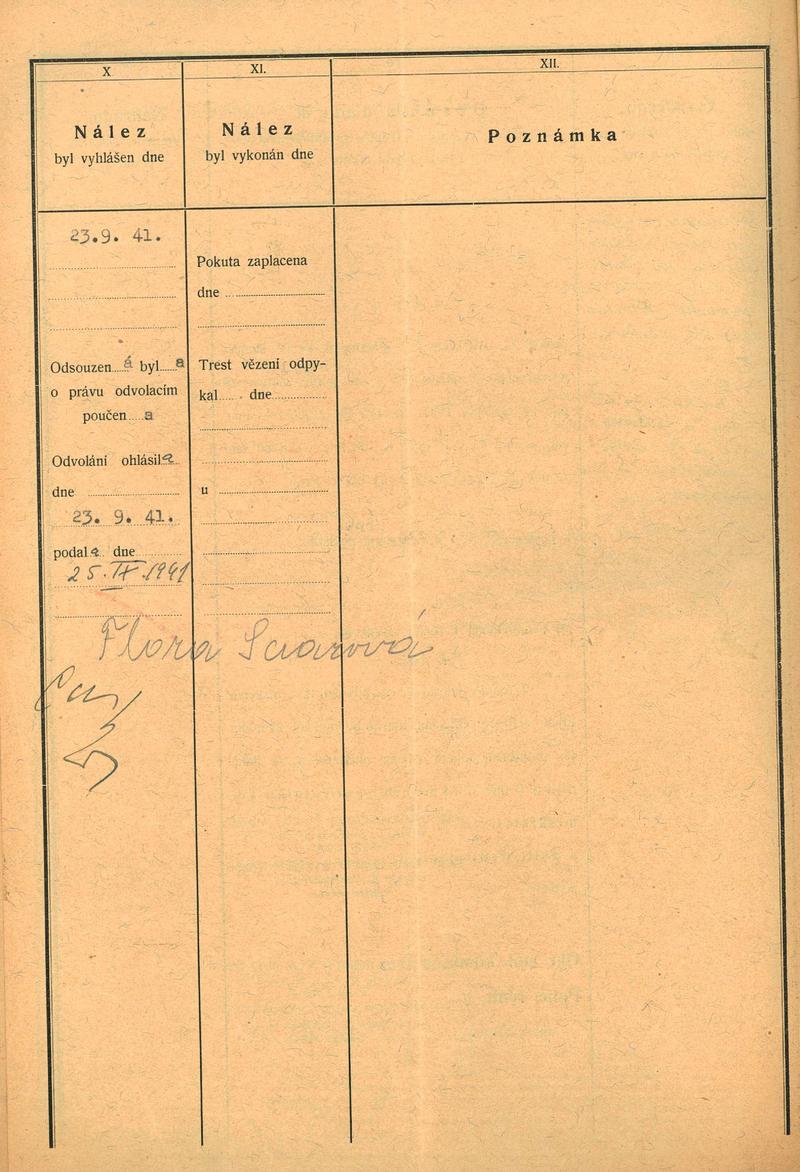 X
Nález
byl vyhlášen dne
23.9. 41.
Odsouzen á byl a
o právu odvolacím
poučen a
Odvolání ohlásil a
dne
23. 9. 41.
podal a dne
25.IX.1941
XI.
Nález
byl vykonán dne
Pokuta zaplacena
dne
Trest vězení odpy-
kal dne
u
XII.
Poznámka
Flora